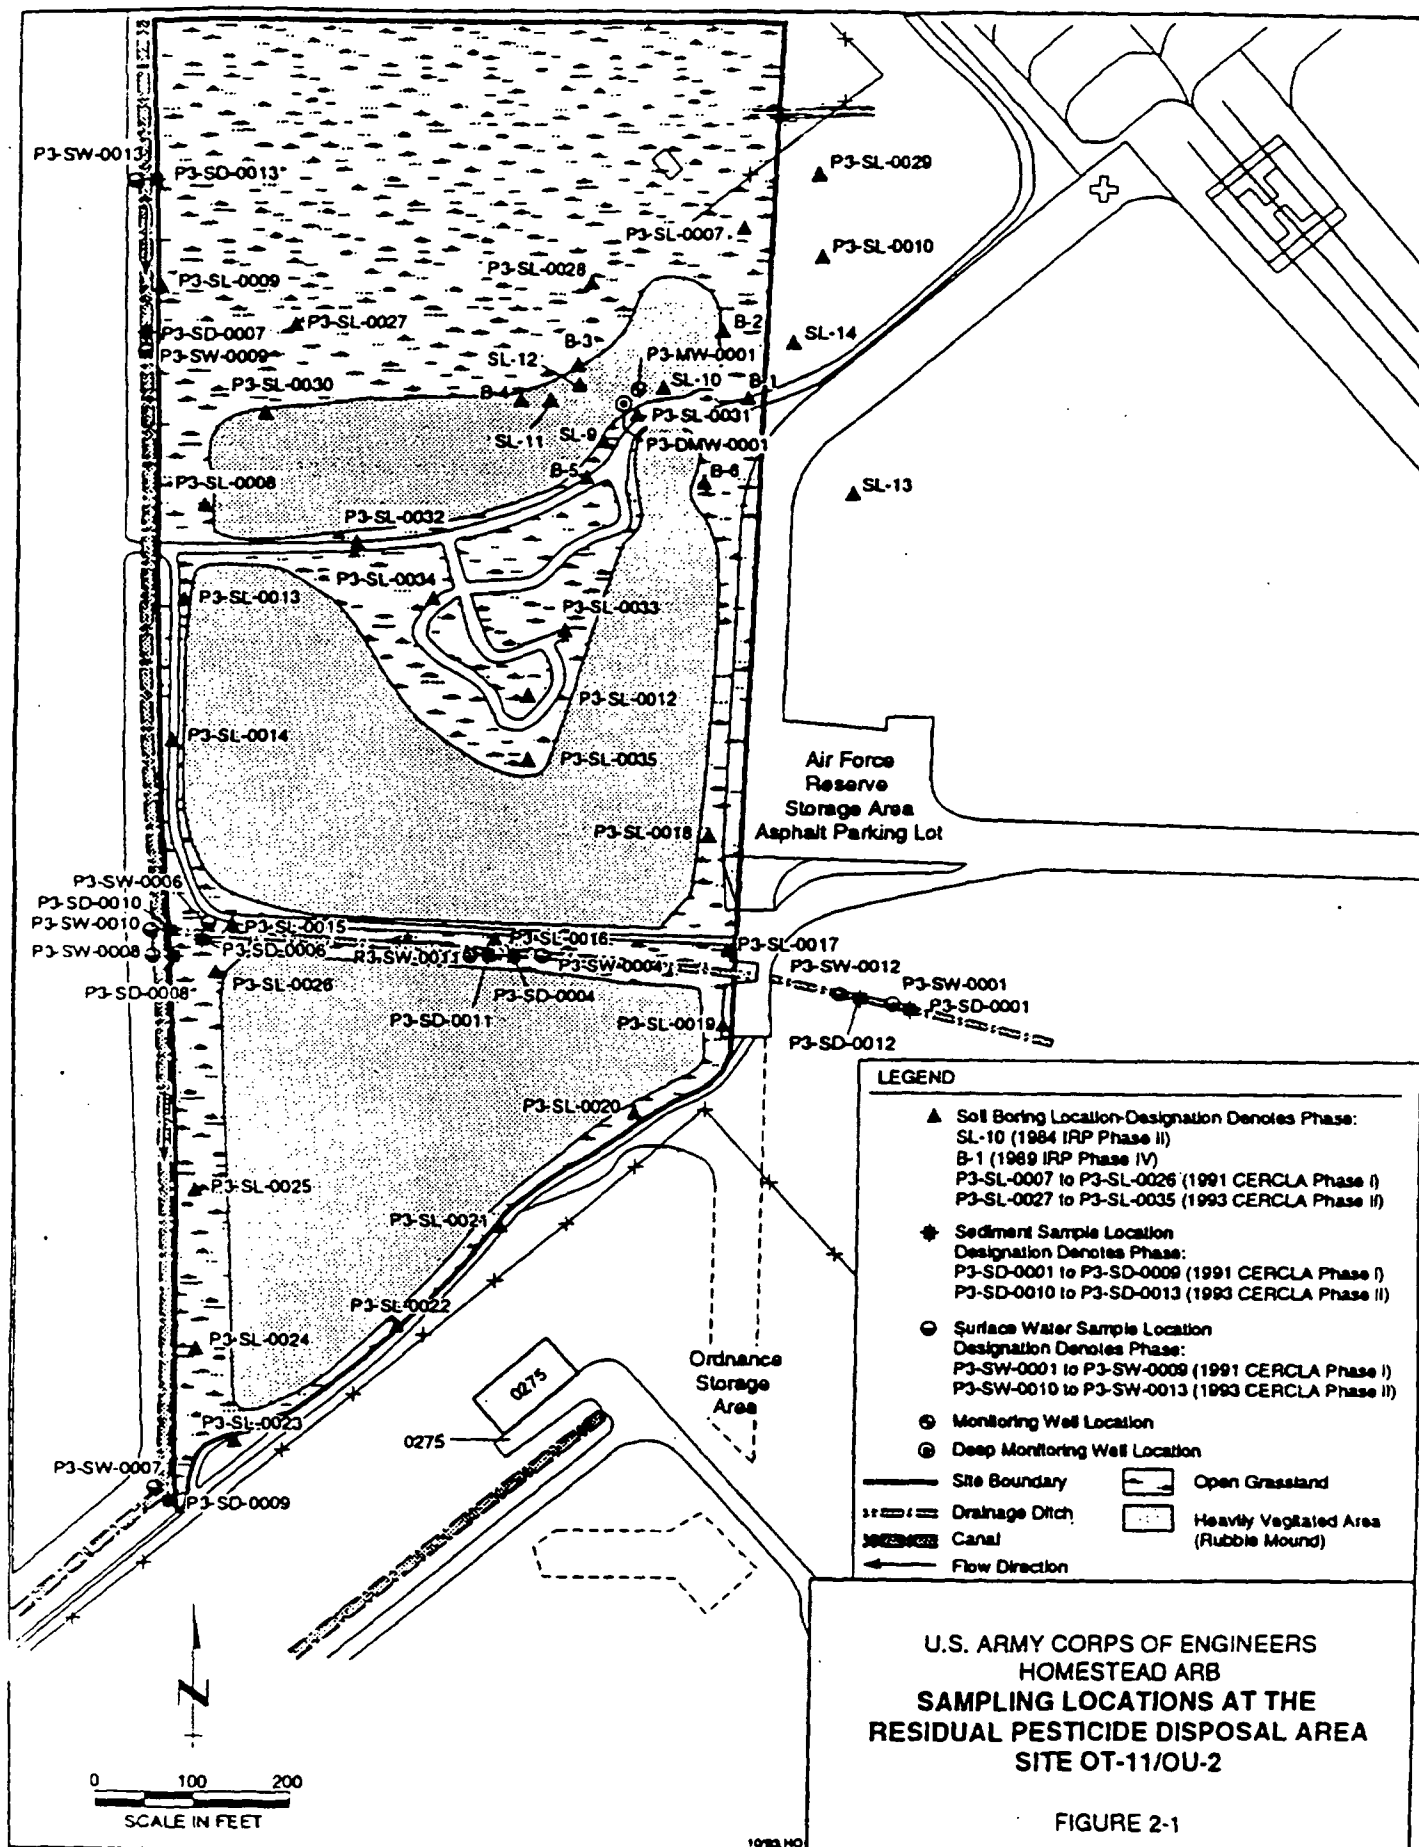 P3-SW-0013
P3-SD-0013
P3-SL-0029
P3-SL-0007
P3-SL-0010
P3-SL-0028
P3-SL-0009
P3-SL-0027
P3-SD-0007
P3-SW-0009
B-2
SL-14
B-3
SL-12
P3-MW-0001
P3-SL-0030
B-4
SL-10
B-1
P3-SL-0031
SL-11
SL-9
P3-DMW-0001
B-5
B-6
P3-SL-0008
SL-13
P3-SL-0032
P3-SL-0034
P3-SL-0013
P3-SL-0033
P3-SL-0012
P3-SL-0014
P3-SL-0035
Air Force
Reserve
Storage Area
Asphalt Parking Lot
P3-SL-0018
P3-SW-0006
P3-SD-0010
P3-SW-0010
P3-SL-0015
P3-SL-0016
P3-SL-0017
P3-SW-0008
P3-SD-0006
P3-SW-0011
P3-SW-0004
P3-SW-0012
P3-SD-0008
P3-SL-0026
P3-SD-0004
P3-SW-0001
P3-SD-0001
P3-SD-0011
P3-SL-0019
P3-SD-0012
P3-SL-0020
P3-SL-0025
P3-SL-0021
P3-SL-0022
P3-SL-0024
Ordnance
Storage
Area
0275
0275
P3-SL-0023
P3-SW-0007
P3-SD-0009
LEGEND
Soil Boring Location-Designation Denotes Phase:
SL-10 (1984 IRP Phase II)
B-1 (1989 IRP Phase IV)
P3-SL-0007 to P3-SL-0026 (1991 CERCLA Phase I)
P3-SL-0027 to P3-SL-0035 (1993 CERCLA Phase II)
Sediment Sample Location
Designation Denotes Phase:
P3-SD-0001 to P3-SD-0009 (1991 CERCLA Phase I)
P3-SD-0010 to P3-SD-0013 (1993 CERCLA Phase II)
Surface Water Sample Location
Designation Denotes Phase:
P3-SW-0001 to P3-SW-0009 (1991 CERCLA Phase I)
P3-SW-0010 to P3-SW-0013 (1993 CERCLA Phase II)
Monitoring Well Location
Deep Monitoring Well Location
Site Boundary
Open Grassland
Drainage Ditch
Heavily Vegitated Area
(Rubble Mound)
Canal
Flow Direction
N
0 100 200
SCALE IN FEET
U.S. ARMY CORPS OF ENGINEERS
HOMESTEAD ARB
SAMPLING LOCATIONS AT THE
RESIDUAL PESTICIDE DISPOSAL AREA
SITE OT-11/OU-2
FIGURE 2-1